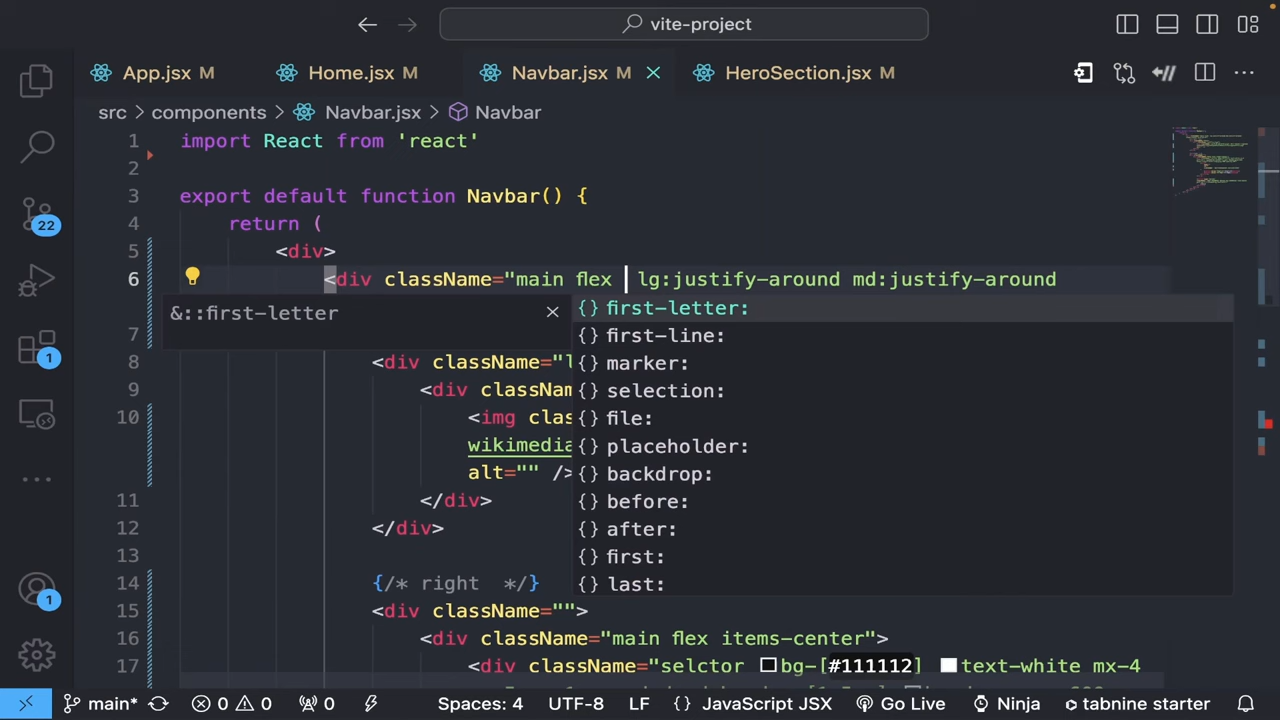 vite-project
App.jsx M Home.jsx M Navbar.jsx M HeroSection.jsx M
src > components > Navbar.jsx > Navbar
1 import React from 'react'
2
3 export default function Navbar() {
4 return (
5 <div>
6 <div className="main flex lg:justify-around md:justify-around
&::first-letter
first-letter:
first-line:
7
marker:
8 <div className="l
selection:
9 <div classNam
file:
10 <img clas
placeholder:
wikimedia
backdrop:
alt="" />
before:
11 </div>
after:
12 </div>
first:
13
last:
14 {/* right */}
15 <div className="">
16 <div className="main flex items-center">
17 <div className="selctor bg-[#111112] text-white mx-4
22
1
1
main* 0 0 0 Spaces: 4 UTF-8 LF {} JavaScript JSX Go Live Ninja tabnine starter